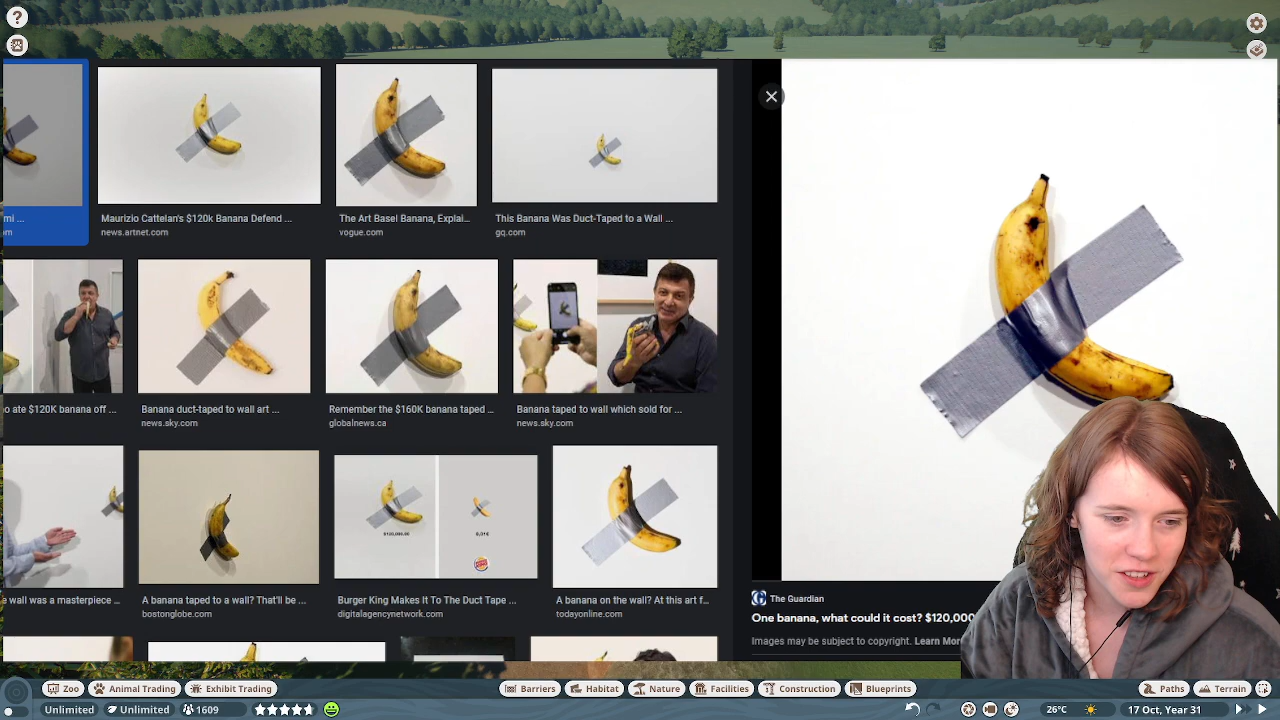 mi ...
om
Maurizio Cattelan's $120k Banana Defend ...
news.artnet.com
The Art Basel Banana, Explai...
vogue.com
This Banana Was Duct-Taped to a Wall ...
gq.com
o ate $120K banana off ...
Banana duct-taped to wall art ...
news.sky.com
Remember the $160K banana taped ...
globalnews.ca
Banana taped to wall which sold for ...
news.sky.com
e wall was a masterpiece ...
A banana taped to a wall? That'll be ...
bostonglobe.com
Burger King Makes It To The Duct Tape ...
digitalagencynetwork.com
A banana on the wall? At this art f...
todayonline.com
The Guardian
One banana, what could it cost? $120,000
Images may be subject to copyright. Learn More
Zoo
Animal Trading
Exhibit Trading
Barriers
Habitat
Nature
Facilities
Construction
Blueprints
Paths
Terrain
Unlimited
Unlimited
1609
26°C
17 Oct, Year 31